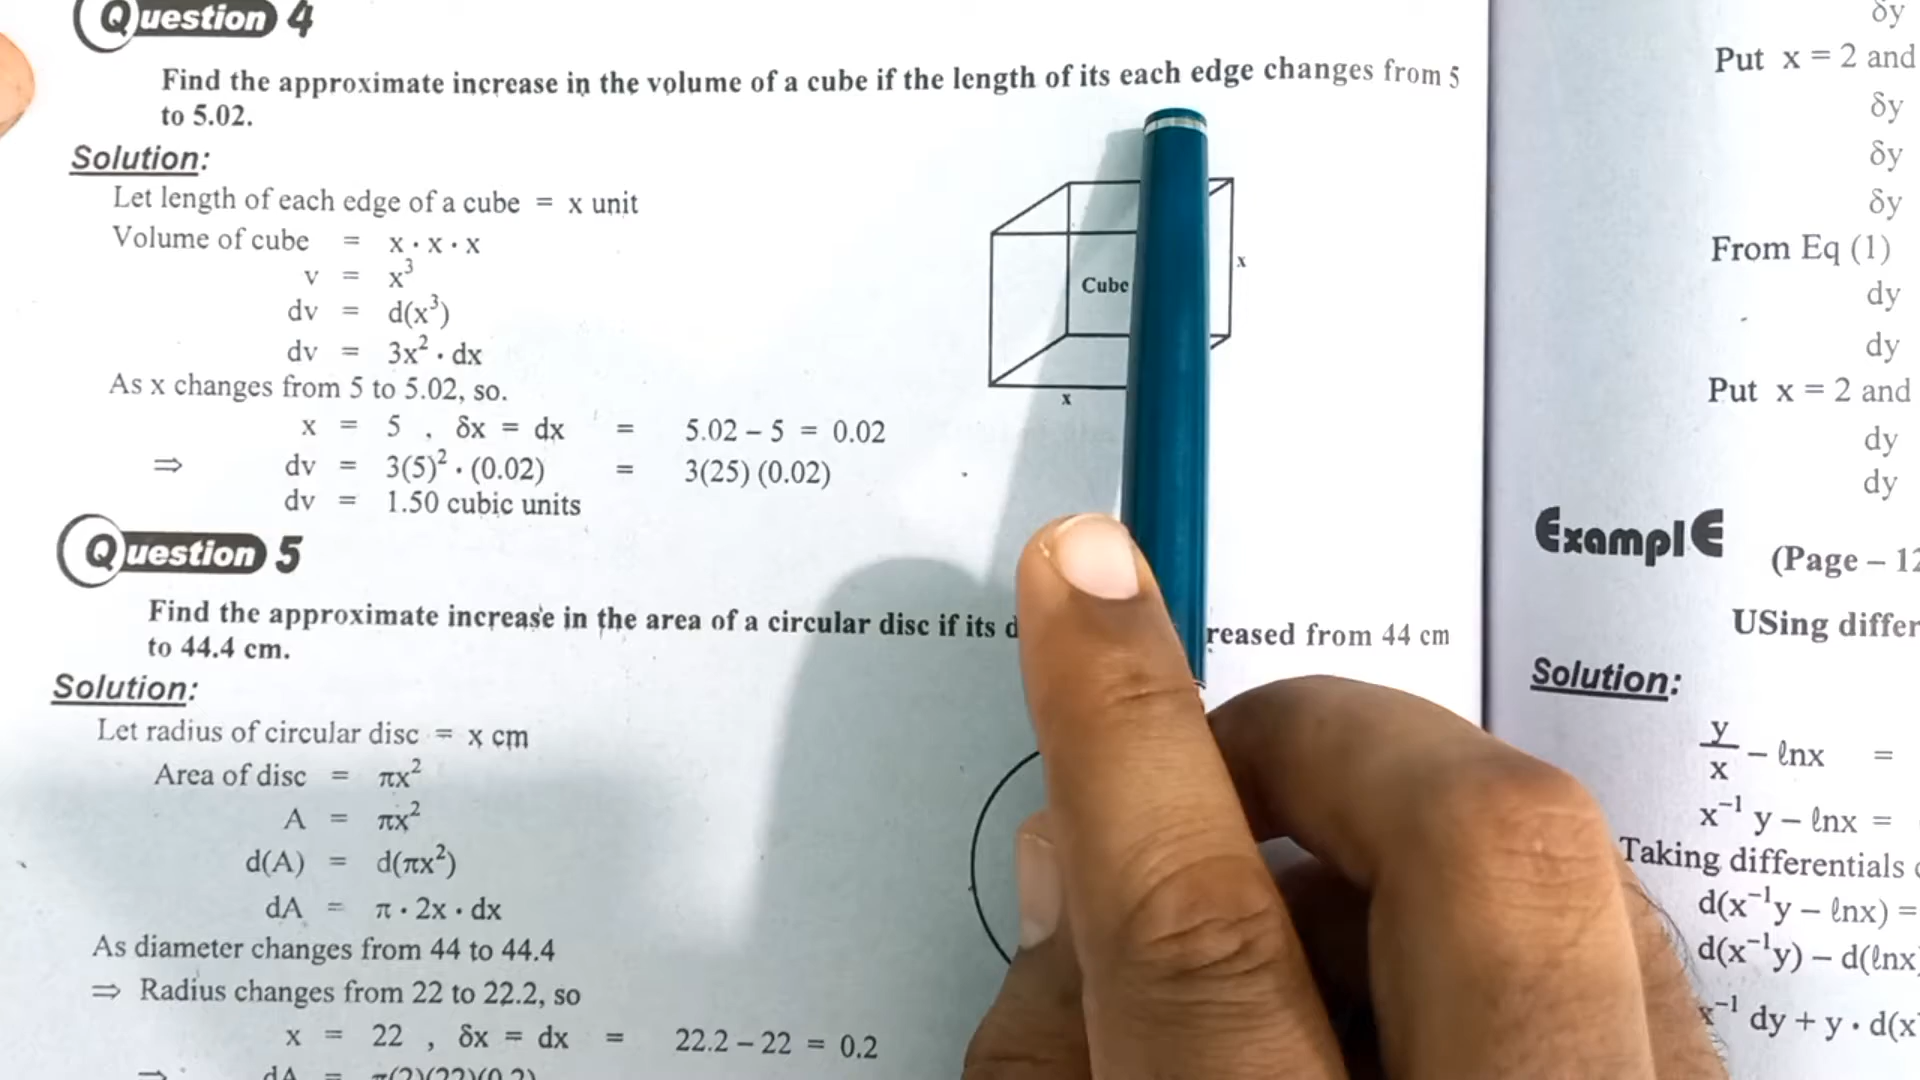 Question 4
Find the approximate increase in the volume of a cube if the length of its each edge changes from 5
to 5.02.
Solution:
Let length of each edge of a cube = x unit
Volume of cube = x · x · x
v = x³
dv = d(x³)
dv = 3x² · dx
As x changes from 5 to 5.02, so.
x = 5 , δx = dx = 5.02 – 5 = 0.02
⇒ dv = 3(5)² · (0.02) = 3(25) (0.02)
dv = 1.50 cubic units
Cube
x
x
Question 5
Find the approximate increase in the area of a circular disc if its from 44 cm
to 44.4 cm.
Solution:
Let radius of circular disc = x cm
Area of disc = πx²
A = πx²
d(A) = d(πx²)
dA = π · 2x · dx
As diameter changes from 44 to 44.4
⇒ Radius changes from 22 to 22.2, so
x = 22 , δx = dx = 22.2 – 22 = 0.2
⇒ dA = π(2)(22)(0.2)
δy
Put x = 2 and
δy
δy
δy
From Eq (1)
dy
dy
Put x = 2 and
dy
dy
ExamplE
(Page –
USing
Solution:
y/x – ℓnx =
x⁻¹ y – ℓnx =
Taking differentials
d(x⁻¹y – ℓnx) =
d(x⁻¹y) – d(ℓnx
x⁻¹ dy + y · d(x